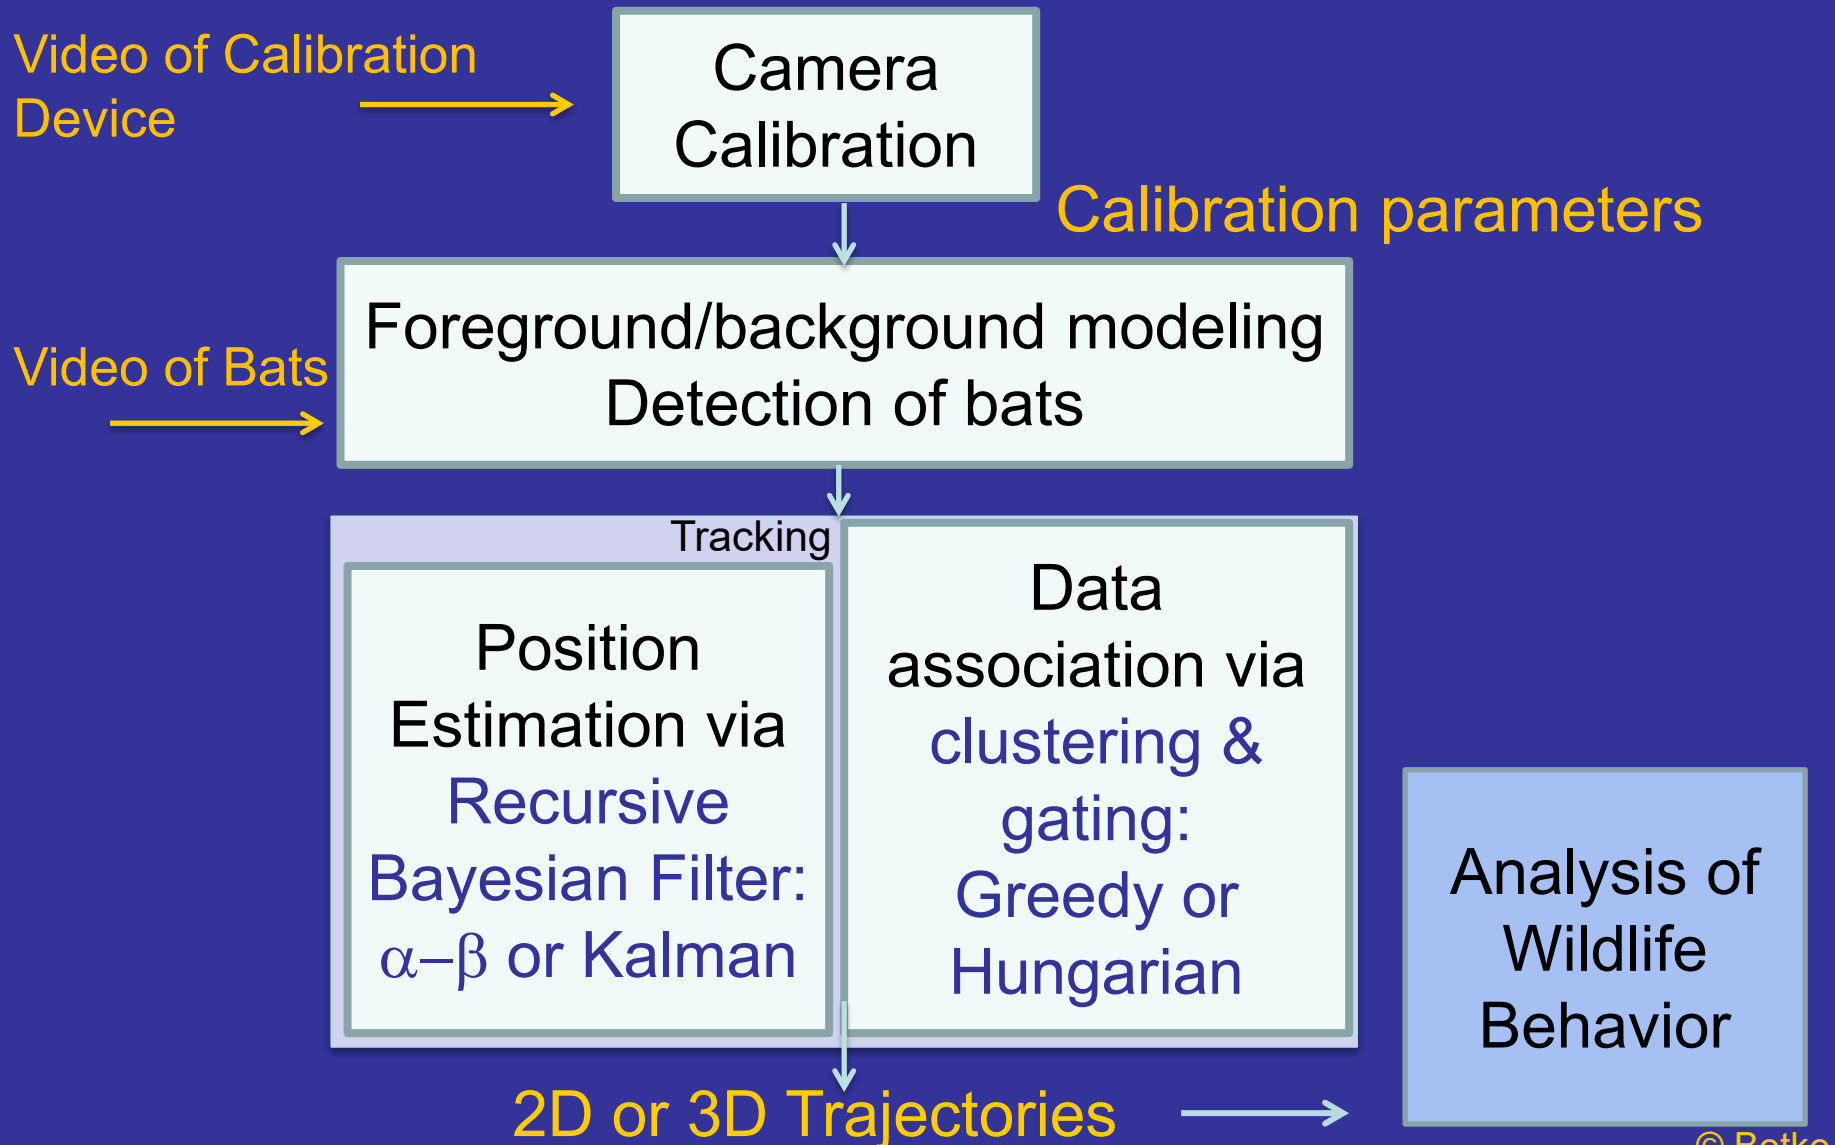 Video of Calibration
Device
Camera
Calibration
Calibration parameters
Video of Bats
Foreground/background modeling
Detection of bats
Tracking
Position
Estimation via
Recursive
Bayesian Filter:
α–β or Kalman
Data
association via
clustering &
gating:
Greedy or
Hungarian
2D or 3D Trajectories
Analysis of
Wildlife
Behavior
© Betke